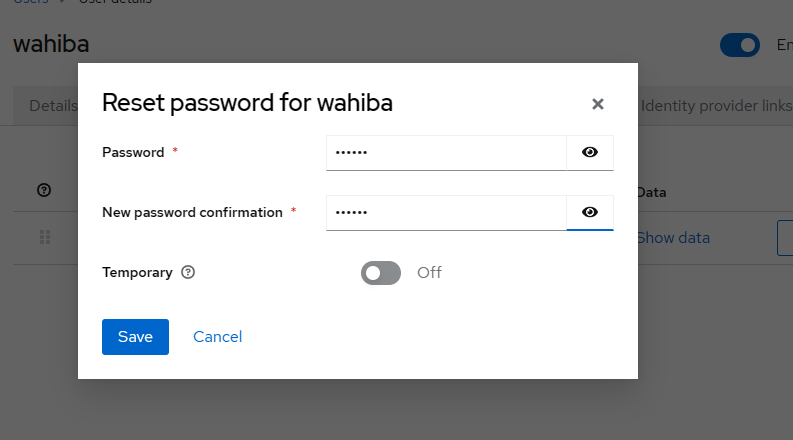 Users > User details
wahiba
Details
Identity provider links
Reset password for wahiba
Password *
••••••
New password confirmation *
••••••
Temporary
Off
Data
Show data
Save
Cancel